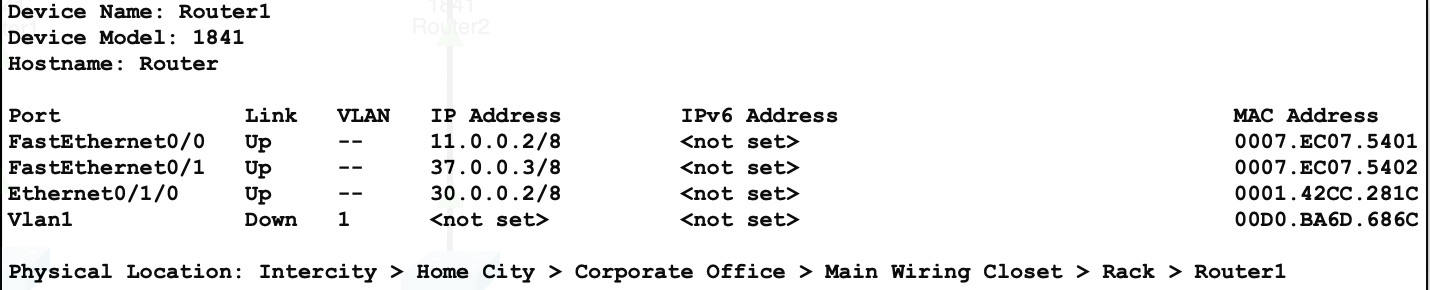 Device Name: Router1
Device Model: 1841
Hostname: Router
Port Link VLAN IP Address IPv6 Address MAC Address
FastEthernet0/0 Up -- 11.0.0.2/8 <not set> 0007.EC07.5401
FastEthernet0/1 Up -- 37.0.0.3/8 <not set> 0007.EC07.5402
Ethernet0/1/0 Up -- 30.0.0.2/8 <not set> 0001.42CC.281C
Vlan1 Down 1 <not set> <not set> 00D0.BA6D.686C
Physical Location: Intercity > Home City > Corporate Office > Main Wiring Closet > Rack > Router1
1841
Router2